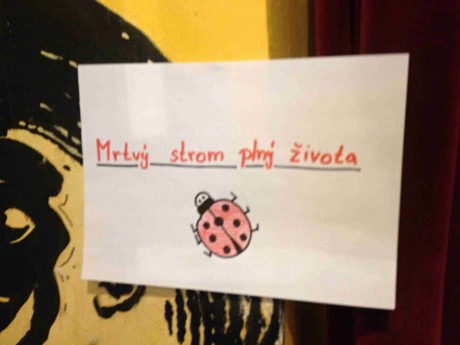 Mrtvý strom plný života